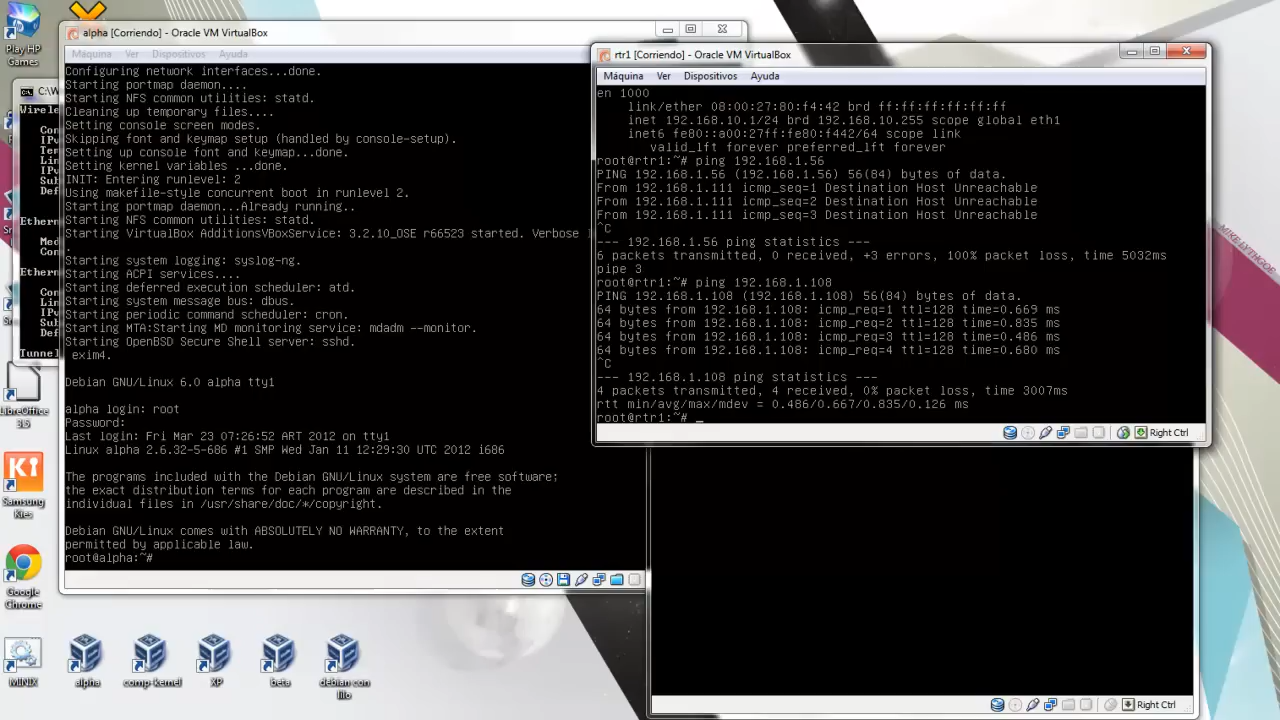 Play HP
Games
alpha [Corriendo] - Oracle VM VirtualBox
Máquina Ver Dispositivos Ayuda
Configuring network interfaces...done.
Starting portmap daemon....
Starting NFS common utilities: statd.
Cleaning up temporary files....
Setting console screen modes.
Skipping font and keymap setup (handled by console-setup).
Setting up console font and keymap...done.
Setting kernel variables ...done.
INIT: Entering runlevel: 2
Using makefile-style concurrent boot in runlevel 2.
Starting portmap daemon...Already running..
Starting NFS common utilities: statd.
Starting VirtualBox AdditionsVBoxService: 3.2.10_OSE r66523 started. Verbose
.
Starting system logging: syslog-ng.
Starting ACPI services....
Starting deferred execution scheduler: atd.
Starting system message bus: dbus.
Starting periodic command scheduler: cron.
Starting MTA:Starting MD monitoring service: mdadm --monitor.
Starting OpenBSD Secure Shell server: sshd.
exim4.
Debian GNU/Linux 6.0 alpha tty1
alpha login: root
Password:
Last login: Fri Mar 23 07:26:52 ART 2012 on tty1
Linux alpha 2.6.32-5-686 #1 SMP Wed Jan 11 12:29:30 UTC 2012 i686
The programs included with the Debian GNU/Linux system are free software;
the exact distribution terms for each program are described in the
individual files in /usr/share/doc/*/copyright.
Debian GNU/Linux comes with ABSOLUTELY NO WARRANTY, to the extent
permitted by applicable law.
root@alpha:~#
rtr1 [Corriendo] - Oracle VM VirtualBox
Máquina Ver Dispositivos Ayuda
en 1000
link/ether 08:00:27:80:f4:42 brd ff:ff:ff:ff:ff:ff
inet 192.168.10.1/24 brd 192.168.10.255 scope global eth1
inet6 fe80::a00:27ff:fe80:f442/64 scope link
valid_lft forever preferred_lft forever
root@rtr1:~# ping 192.168.1.56
PING 192.168.1.56 (192.168.1.56) 56(84) bytes of data.
From 192.168.1.111 icmp_seq=1 Destination Host Unreachable
From 192.168.1.111 icmp_seq=2 Destination Host Unreachable
From 192.168.1.111 icmp_seq=3 Destination Host Unreachable
^C
--- 192.168.1.56 ping statistics ---
6 packets transmitted, 0 received, +3 errors, 100% packet loss, time 5032ms
pipe 3
root@rtr1:~# ping 192.168.1.108
PING 192.168.1.108 (192.168.1.108) 56(84) bytes of data.
64 bytes from 192.168.1.108: icmp_req=1 ttl=128 time=0.669 ms
64 bytes from 192.168.1.108: icmp_req=2 ttl=128 time=0.835 ms
64 bytes from 192.168.1.108: icmp_req=3 ttl=128 time=0.486 ms
64 bytes from 192.168.1.108: icmp_req=4 ttl=128 time=0.680 ms
^C
--- 192.168.1.108 ping statistics ---
4 packets transmitted, 4 received, 0% packet loss, time 3007ms
rtt min/avg/max/mdev = 0.486/0.667/0.835/0.126 ms
root@rtr1:~# _
Right Ctrl
Right Ctrl
C:\W
Wirele
Con
IPv
Tem
Lin
IPv
Sub
Def
Ethern
Med
Con
Ethern
Con
Lin
IPv
Sub
Def
Tunnel
LibreOffice
3.5
Samsung
Kies
Google
Chrome
MINIX
alpha
comp-kernel
XP
beta
debian con
lilo
MIKELYTHGOE